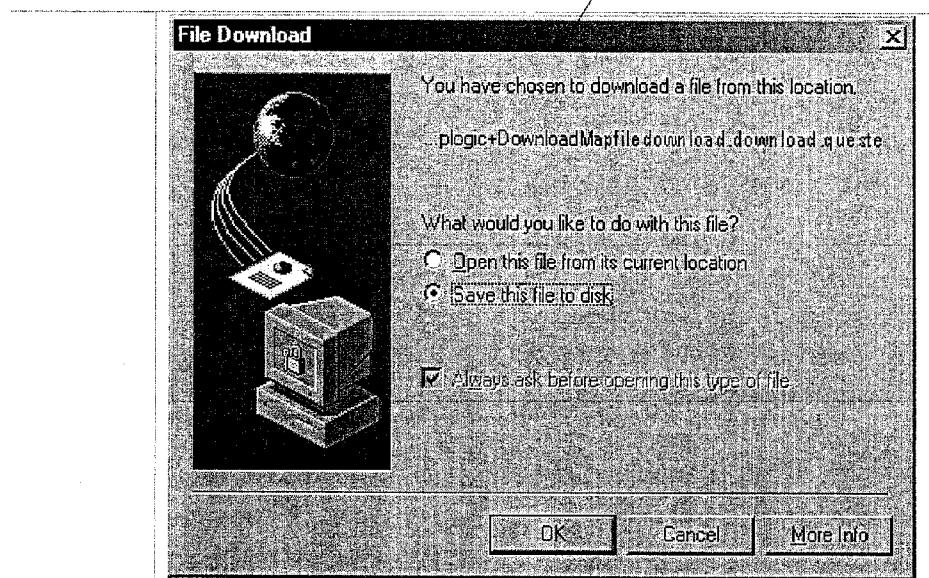 File Download
You have chosen to download a file from this location.
...plogic+DownloadMapfiledownload.download.queste
What would you like to do with this file?
Open this file from its current location
Save this file to disk
Always ask before opening this type of file
OK
Cancel
More Info